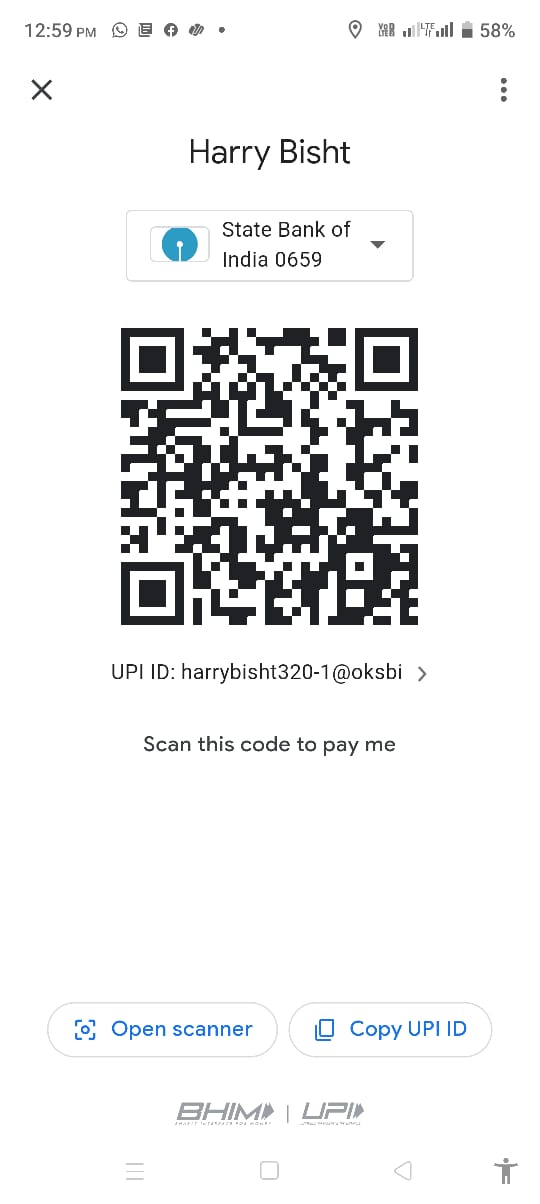 12:59 PM
58%
Harry Bisht
State Bank of
India 0659
UPI ID: harrybisht320-1@oksbi
Scan this code to pay me
Open scanner
Copy UPI ID
BHIM | UPI